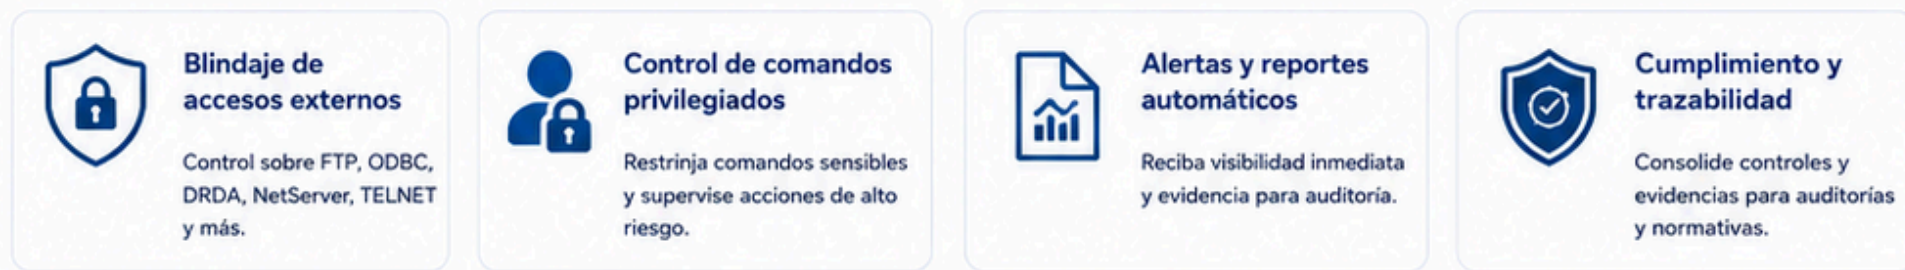 Blindaje de
accesos externos
Control sobre FTP, ODBC,
DRDA, NetServer, TELNET
y más.
Control de comandos
privilegiados
Restrinja comandos sensibles
y supervise acciones de alto
riesgo.
Alertas y reportes
automáticos
Reciba visibilidad inmediata
y evidencia para auditoría.
Cumplimiento y
trazabilidad
Consolide controles y
evidencias para auditorías
y normativas.